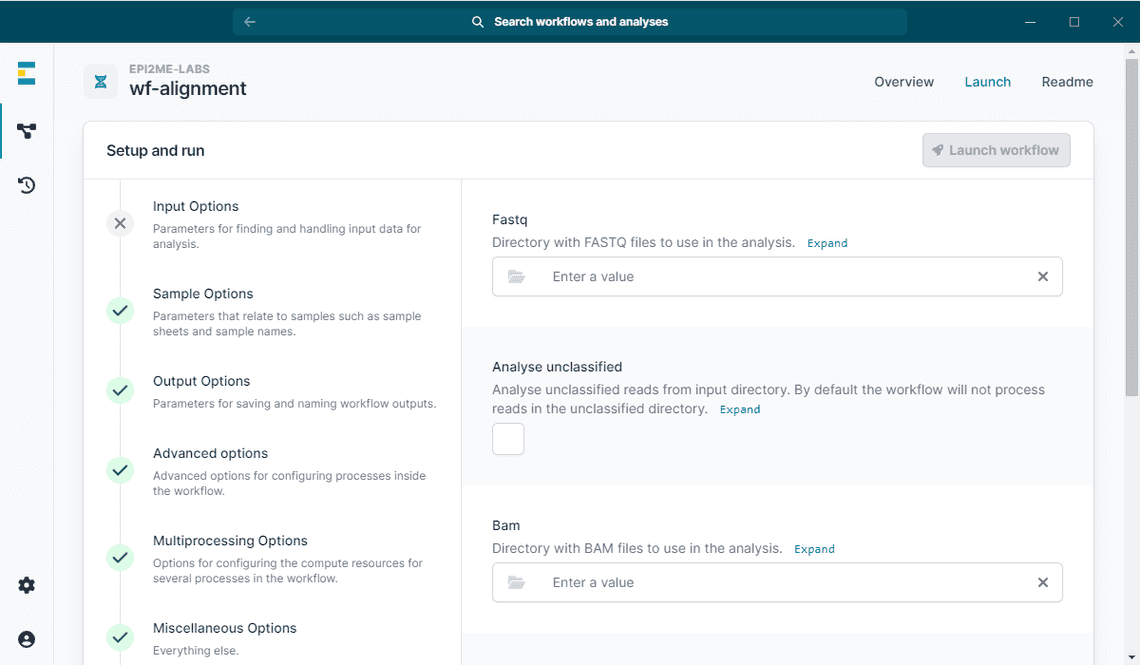 Search workflows and analyses
EPI2ME-LABS
wf-alignment
Overview
Launch
Readme
Setup and run
Launch workflow
Input Options
Parameters for finding and handling input data for
analysis.
Sample Options
Parameters that relate to samples such as sample
sheets and sample names.
Output Options
Parameters for saving and naming workflow outputs.
Advanced options
Advanced options for configuring processes inside
the workflow.
Multiprocessing Options
Options for configuring the compute resources for
several processes in the workflow.
Miscellaneous Options
Everything else.
Fastq
Directory with FASTQ files to use in the analysis. Expand
Enter a value
Analyse unclassified
Analyse unclassified reads from input directory. By default the workflow will not process
reads in the unclassified directory. Expand
Bam
Directory with BAM files to use in the analysis. Expand
Enter a value